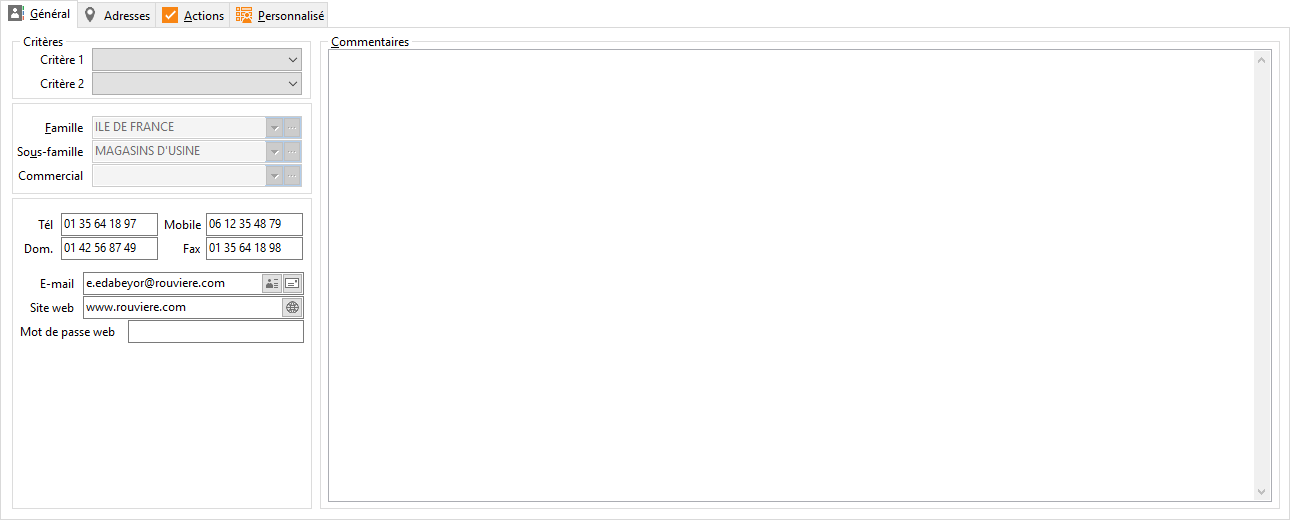 Général Adresses Actions Personnalisé
Critères
Critère 1
Critère 2
Famille ILE DE FRANCE
Sous-famille MAGASINS D'USINE
Commercial
Tél 01 35 64 18 97 Mobile 06 12 35 48 79
Dom. 01 42 56 87 49 Fax 01 35 64 18 98
E-mail e.edabeyor@rouviere.com
Site web www.rouviere.com
Mot de passe web
Commentaires